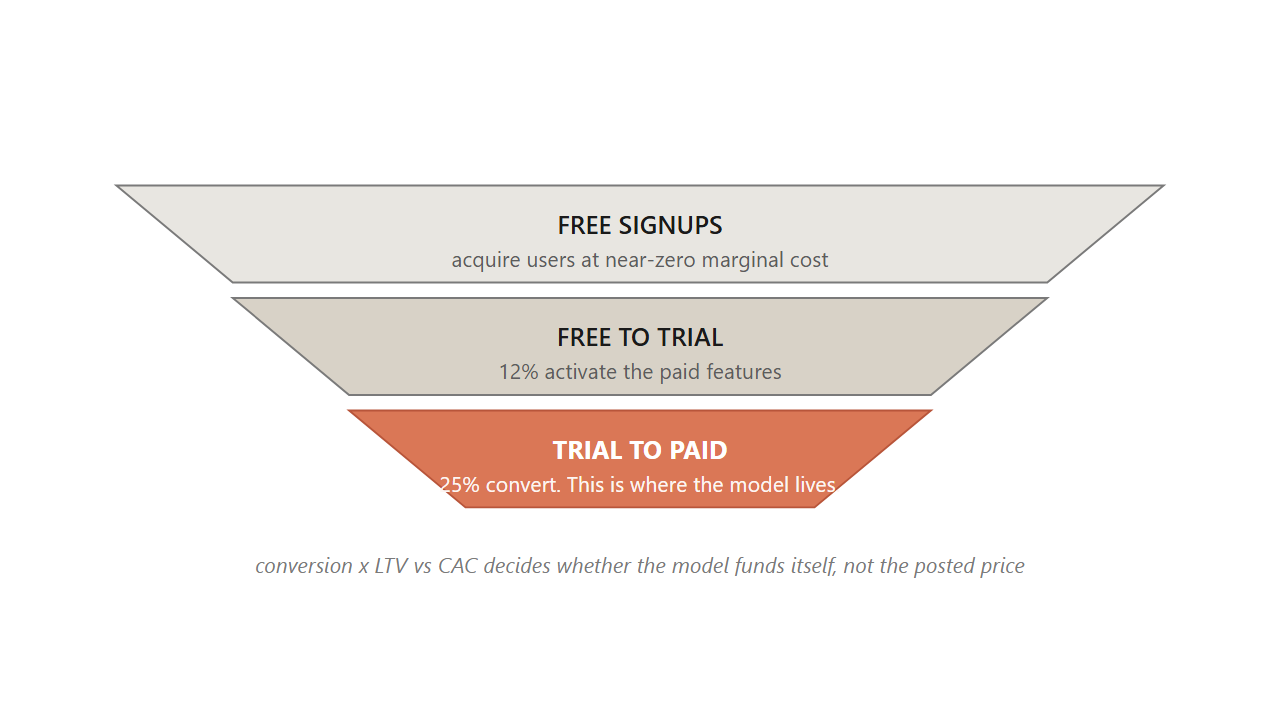 FREE SIGNUPS
acquire users at near-zero marginal cost
FREE TO TRIAL
12% activate the paid features
TRIAL TO PAID
25% convert. This is where the model lives
conversion x LTV vs CAC decides whether the model funds itself, not the posted price